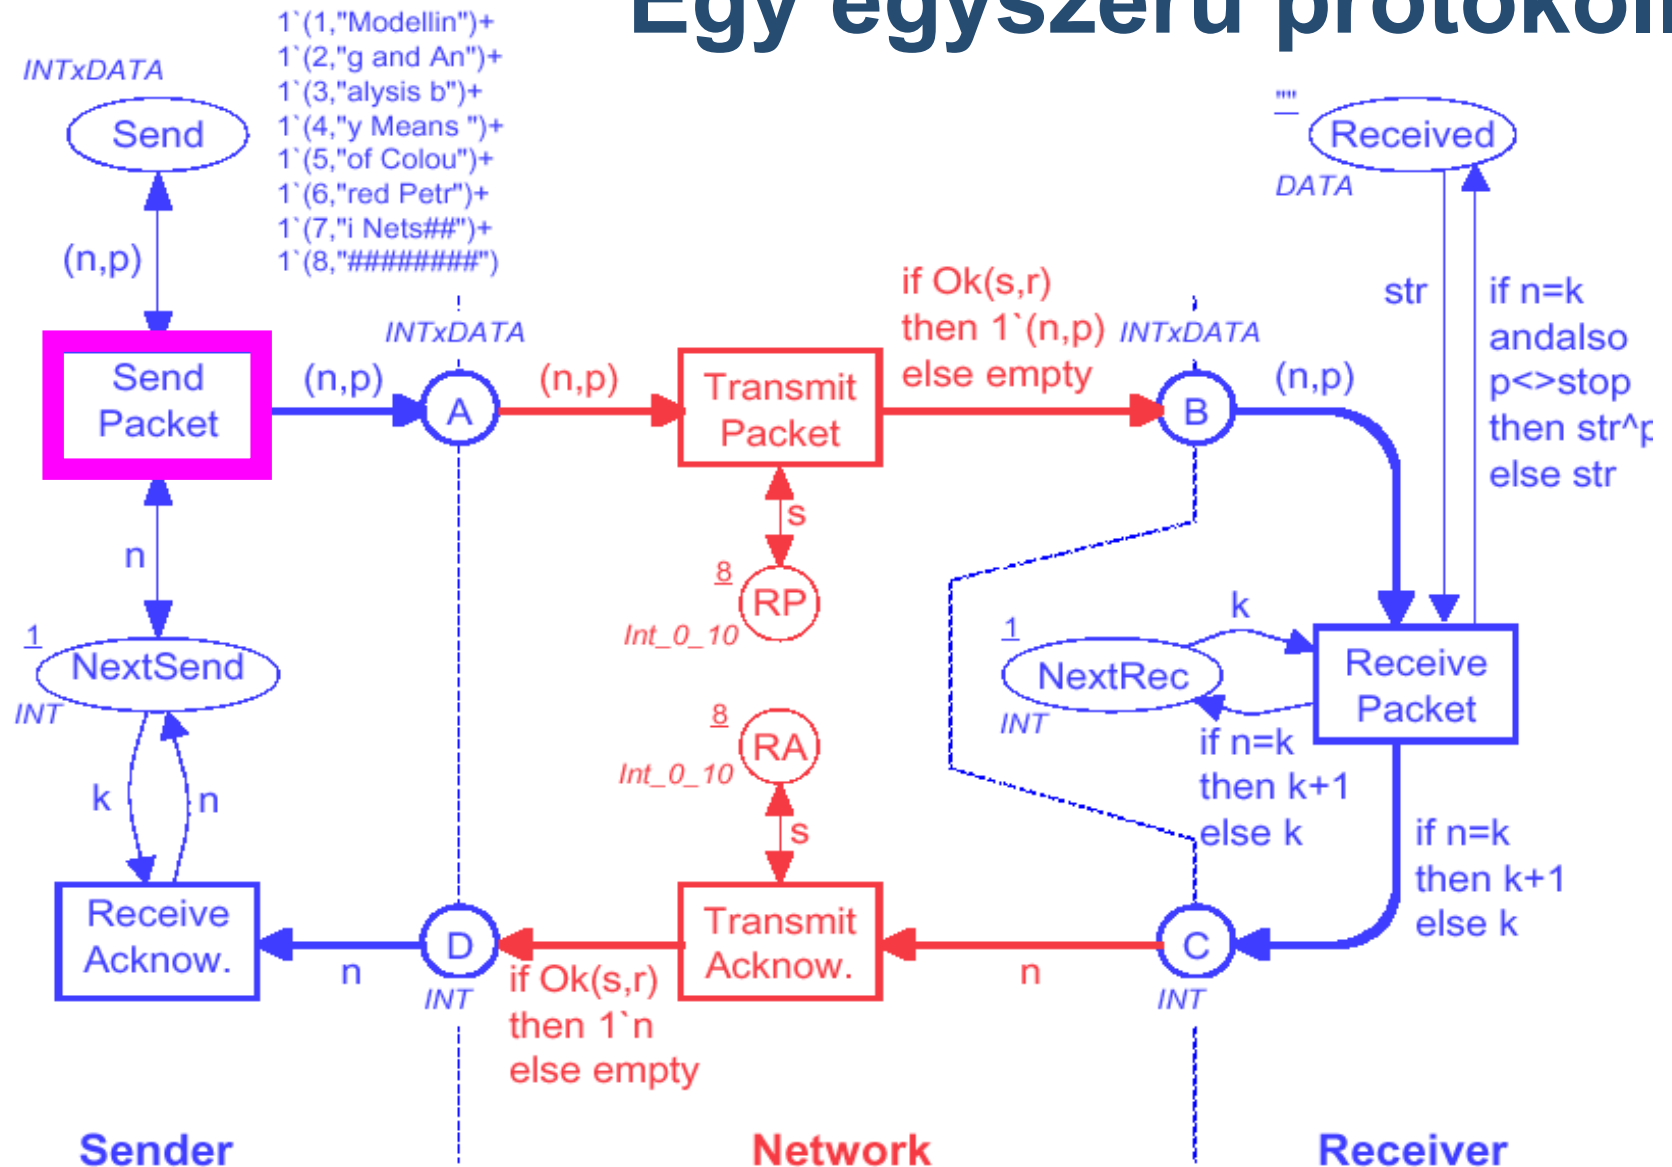 Egy egyszerű protokoll
1`(1,"Modellin")+
1`(2,"g and An")+
1`(3,"alysis b")+
1`(4,"y Means ")+
1`(5,"of Colou")+
1`(6,"red Petr")+
1`(7,"i Nets##")+
1`(8,"########")
INTxDATA
Send
(n,p)
Send
Packet
(n,p)
INTxDATA
A
(n,p)
Transmit
Packet
if Ok(s,r)
then 1`(n,p)
else empty
INTxDATA
B
(n,p)
""
Received
DATA
str
if n=k
andalso
p<>stop
then str^p
else str
n
1
NextSend
INT
s
8
RP
Int_0_10
8
RA
Int_0_10
s
1
NextRec
INT
k
Receive
Packet
if n=k
then k+1
else k
if n=k
then k+1
else k
k
n
Receive
Acknow.
n
D
INT
if Ok(s,r)
then 1`n
else empty
Transmit
Acknow.
n
C
INT
Sender
Network
Receiver